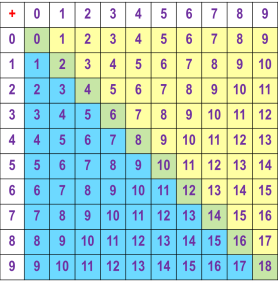 + 0 1 2 3 4 5 6 7 8 9
0 0 1 2 3 4 5 6 7 8 9
1 1 2 3 4 5 6 7 8 9 10
2 2 3 4 5 6 7 8 9 10 11
3 3 4 5 6 7 8 9 10 11 12
4 4 5 6 7 8 9 10 11 12 13
5 5 6 7 8 9 10 11 12 13 14
6 6 7 8 9 10 11 12 13 14 15
7 7 8 9 10 11 12 13 14 15 16
8 8 9 10 11 12 13 14 15 16 17
9 9 10 11 12 13 14 15 16 17 18